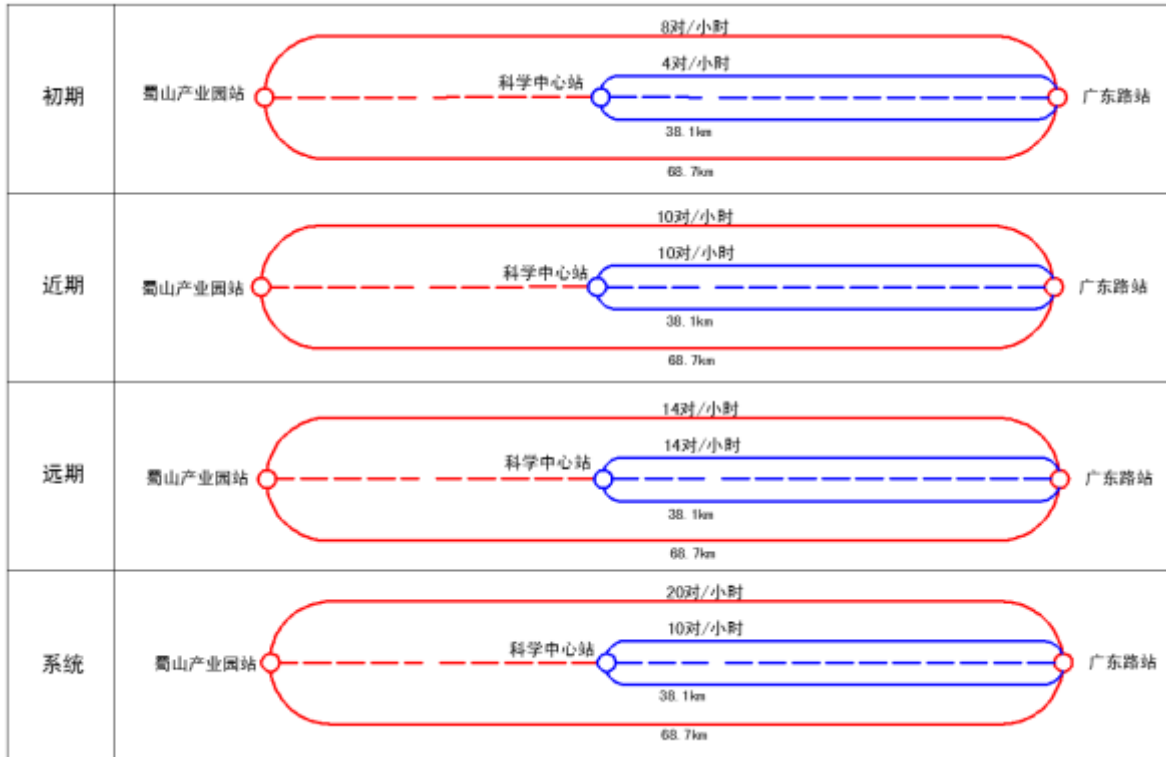 初期
8对/小时
4对/小时
科学中心站
蜀山产业园站
广东路站
38.1km
68.7km
近期
10对/小时
10对/小时
科学中心站
蜀山产业园站
广东路站
38.1km
68.7km
远期
14对/小时
14对/小时
科学中心站
蜀山产业园站
广东路站
38.1km
68.7km
系统
20对/小时
10对/小时
科学中心站
蜀山产业园站
广东路站
38.1km
68.7km